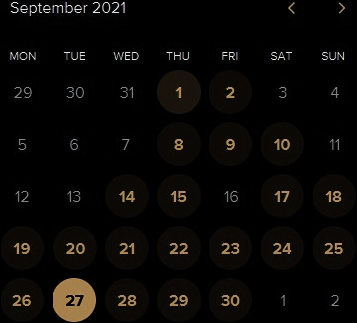 September 2021
MON TUE WED THU FRI SAT SUN
29 30 31 1 2 3 4
5 6 7 8 9 10 11
12 13 14 15 16 17 18
19 20 21 22 23 24 25
26 27 28 29 30 1 2